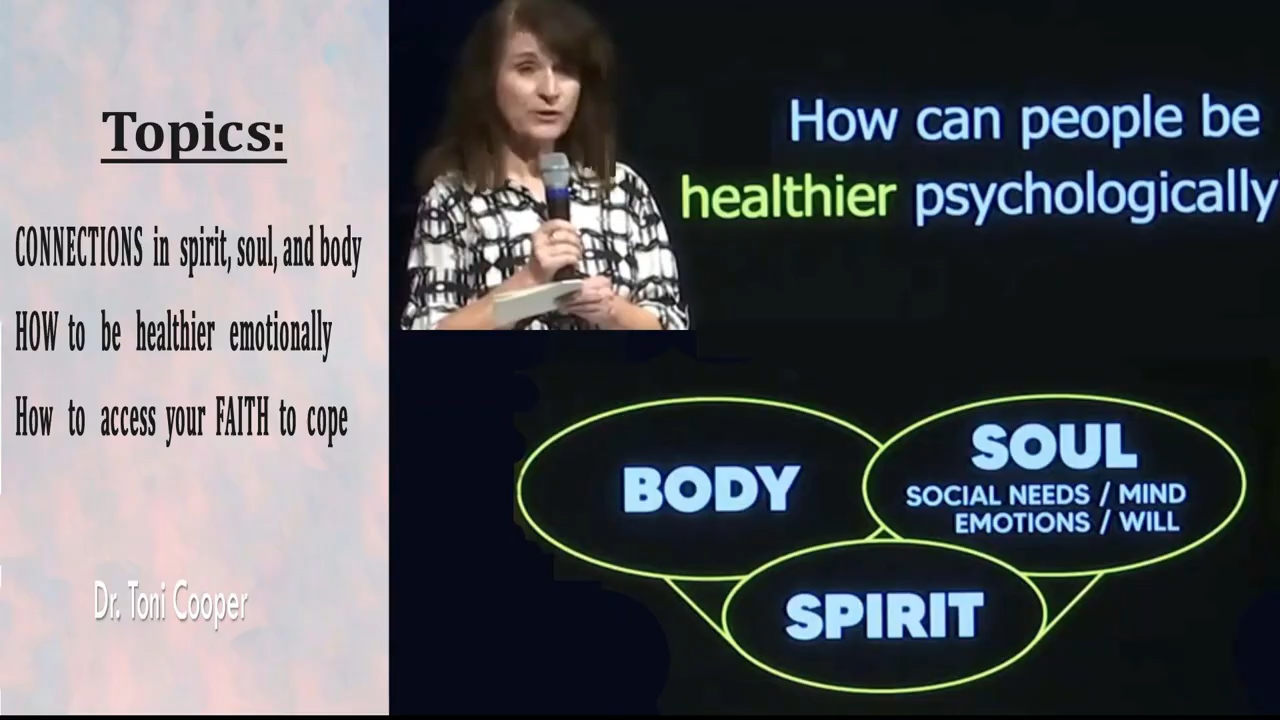 Topics:
CONNECTIONS in spirit, soul, and body
HOW to be healthier emotionally
How to access your FAITH to cope
Dr. Toni Cooper
How can people be
healthier psychologically
BODY
SOUL
SOCIAL NEEDS / MIND
EMOTIONS / WILL
SPIRIT